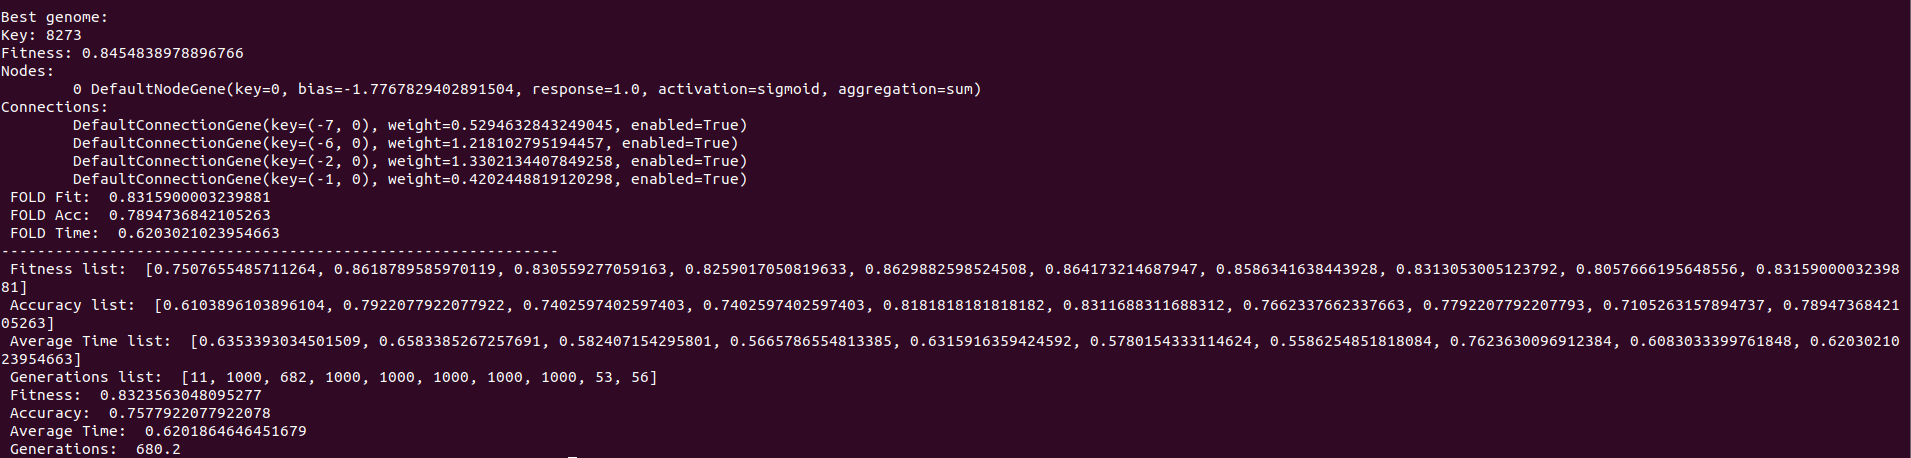 Best genome:
Key: 8273
Fitness: 0.8454838978896766
Nodes:
0 DefaultNodeGene(key=0, bias=-1.7767829402891504, response=1.0, activation=sigmoid, aggregation=sum)
Connections:
DefaultConnectionGene(key=(-7, 0), weight=0.5294632843249045, enabled=True)
DefaultConnectionGene(key=(-6, 0), weight=1.218102795194457, enabled=True)
DefaultConnectionGene(key=(-2, 0), weight=1.3302134407849258, enabled=True)
DefaultConnectionGene(key=(-1, 0), weight=0.4202448819120298, enabled=True)
FOLD Fit:  0.8315900003239881
FOLD Acc:  0.7894736842105263
FOLD Time:  0.6203021023954663
--------------------------------------------------------------
Fitness list:  [0.7507655485711264, 0.8618789585970119, 0.830559277059163, 0.8259017050819633, 0.8629882598524508, 0.864173214687947, 0.8586341638443928, 0.8313053005123792, 0.8057666195648556, 0.83159000032398
81]
Accuracy list:  [0.6103896103896104, 0.7922077922077922, 0.7402597402597403, 0.7402597402597403, 0.8181818181818182, 0.8311688311688312, 0.7662337662337663, 0.7792207792207793, 0.7105263157894737, 0.78947368421
05263]
Average Time list:  [0.6353393034501509, 0.6583385267257691, 0.582407154295801, 0.5665786554813385, 0.6315916359424592, 0.5780154333114624, 0.5586254851818084, 0.7623630096912384, 0.6083033399761848, 0.62030210
23954663]
Generations list:  [11, 1000, 682, 1000, 1000, 1000, 1000, 1000, 53, 56]
Fitness:  0.8323563048095277
Accuracy:  0.7577922077922078
Average Time:  0.6201864646451679
Generations:  680.2